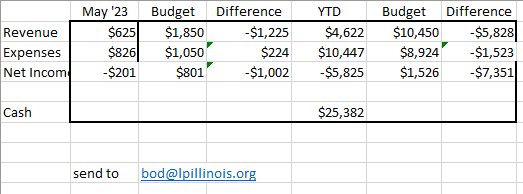 May '23 Budget Difference YTD Budget Difference
Revenue $625 $1,850 -$1,225 $4,622 $10,450 -$5,828
Expenses $826 $1,050 $224 $10,447 $8,924 -$1,523
Net Incom -$201 $801 -$1,002 -$5,825 $1,526 -$7,351
Cash $25,382
send to bod@lpillinois.org